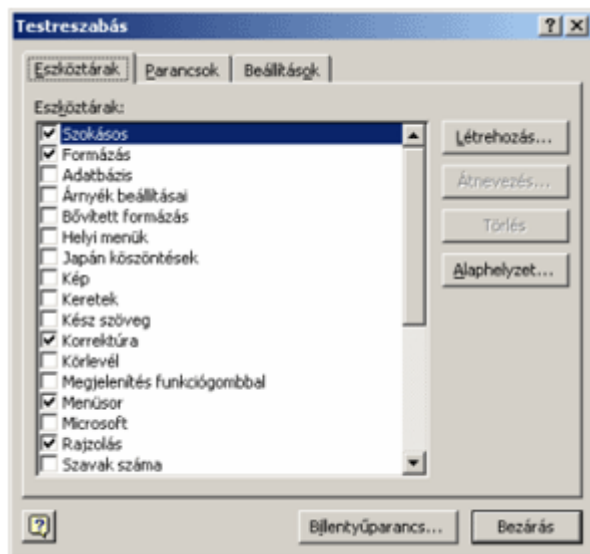 Testreszabás
Eszköztárak Parancsok Beállítások
Eszköztárak:
Szokásos
Formázás
Adatbázis
Árnyék beállításai
Bővített formázás
Helyi menük
Japán köszöntések
Kép
Keretek
Kész szöveg
Korrektúra
Körlevél
Megjelenítés funkciógombbal
Menüsor
Microsoft
Rajzolás
Szavak száma
Létrehozás...
Átnevezés...
Törlés
Alaphelyzet...
Billentyűparancs...
Bezárás